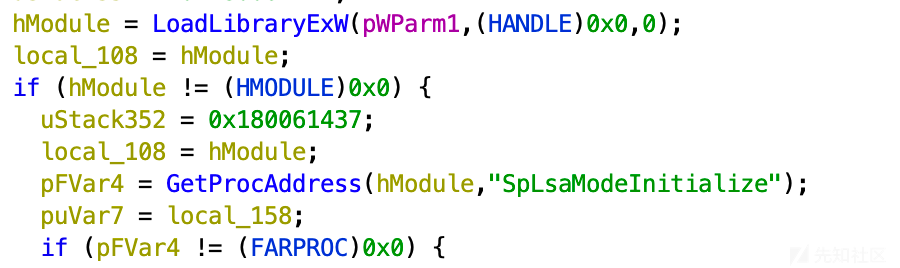 hModule = LoadLibraryExW(pWParm1,(HANDLE)0x0,0);
local_108 = hModule;
if (hModule != (HMODULE)0x0) {
  uStack352 = 0x180061437;
  local_108 = hModule;
  pFVar4 = GetProcAddress(hModule,"SpLsaModeInitialize");
  puVar7 = local_158;
  if (pFVar4 != (FARPROC)0x0) {
先知社区